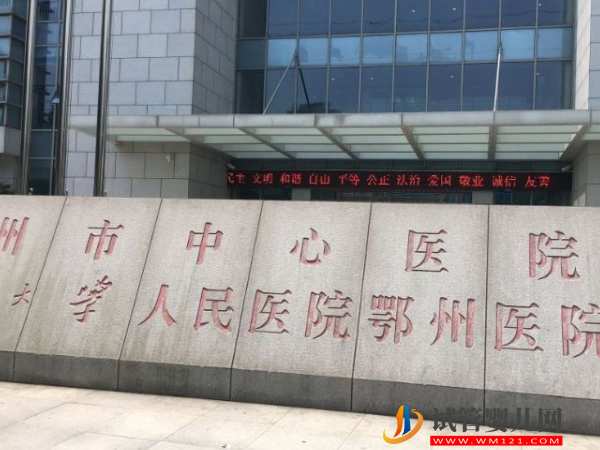 民主 文明 和谐 自由 平等 公正 法治 爱国 敬业 诚信 友善
州市中心医院
大学人民医院鄂州医院
试管婴儿网
WWW.WM121.COM